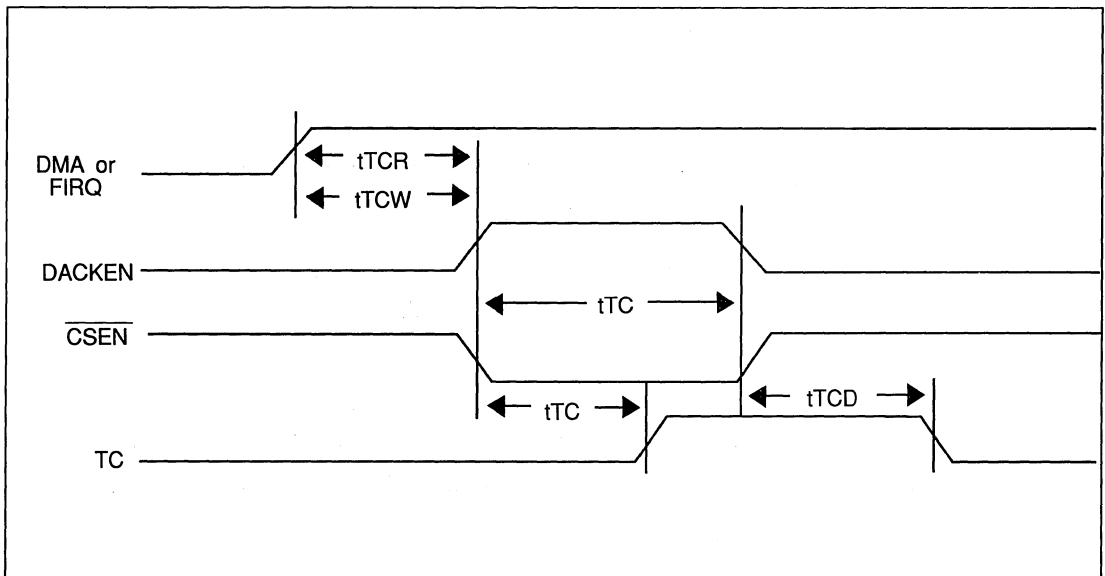 DMA or
FIRQ
tTCR
tTCW
DACKEN
tTC
CSEN
tTC
tTCD
TC